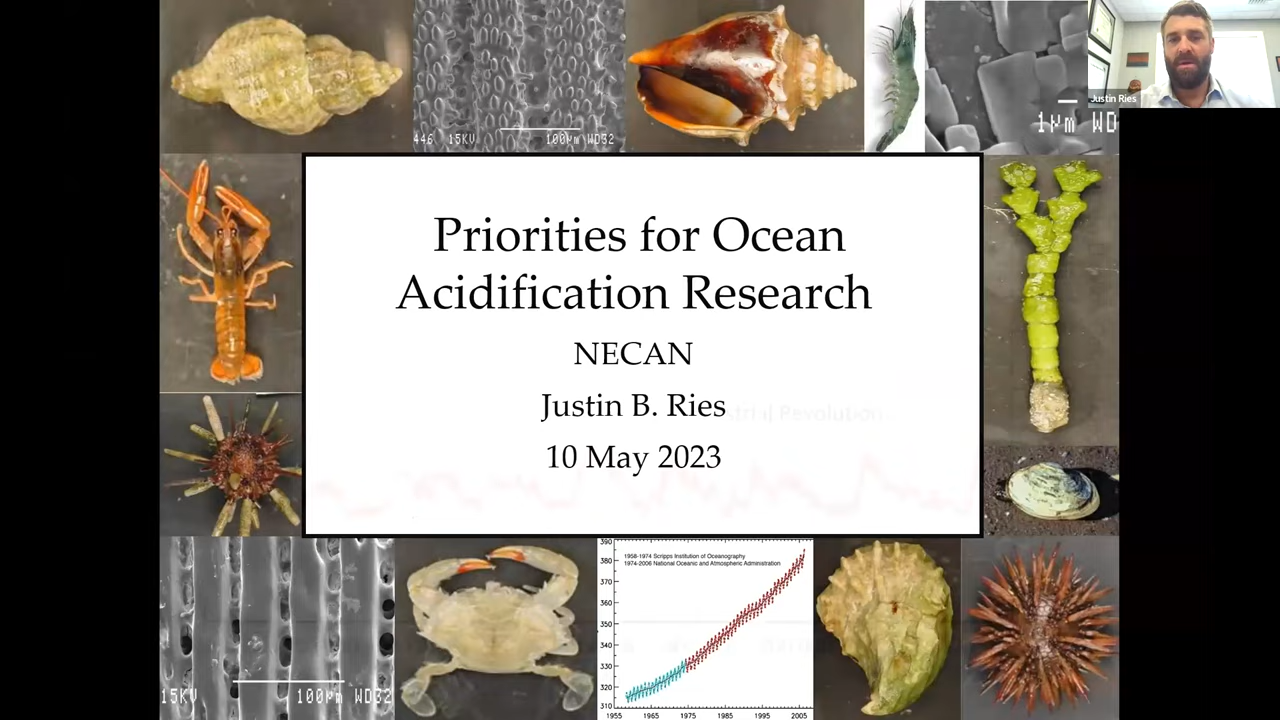 446 15KV 100µm WD32
1µm WD
Justin Ries
Priorities for Ocean
Acidification Research
NECAN
Justin B. Ries
Revolution
10 May 2023
15KV 100µm WD32
1958-1974 Scripps Institution of Oceanography
1974-2006 National Oceanic and Atmospheric Administration
390
380
370
360
350
340
330
320
310
1955 1965 1975 1985 1995 2005